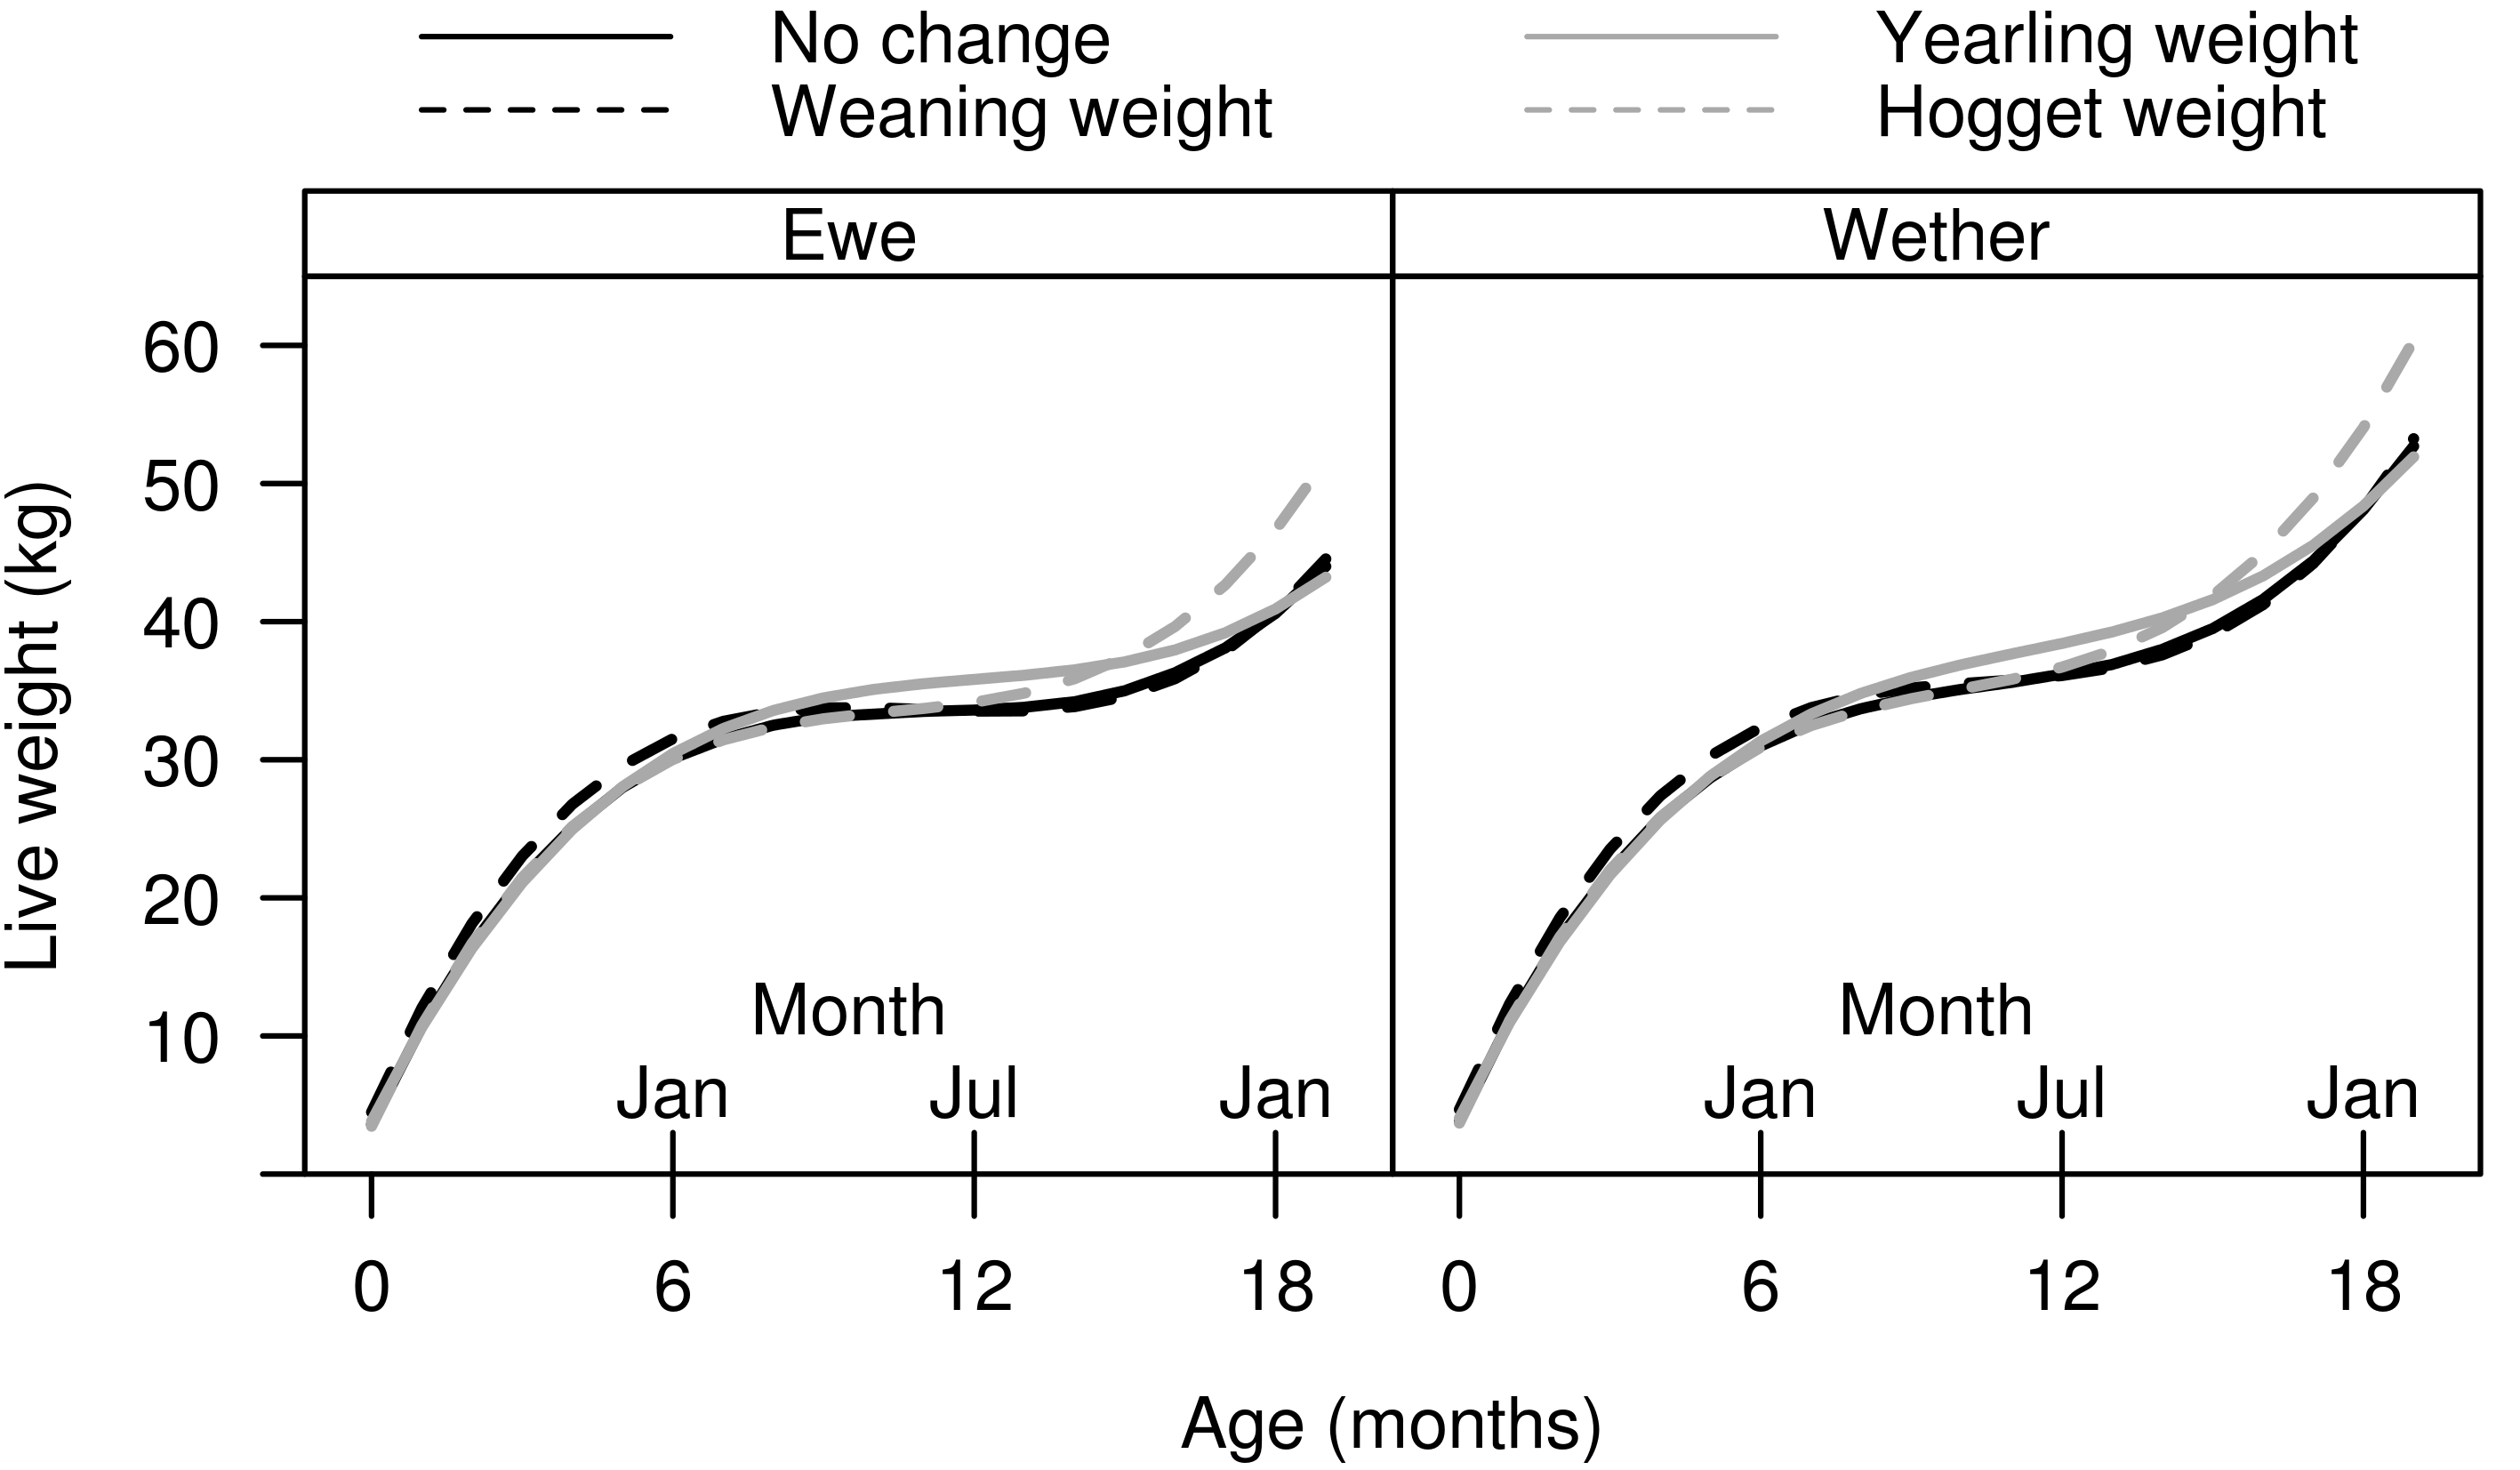 No change
Weaning weight
Yearling weight
Hogget weight
Ewe
Wether
Live weight (kg)
60
50
40
30
20
10
Month
Jan Jul Jan
Month
Jan Jul Jan
0 6 12 18
0 6 12 18
Age (months)